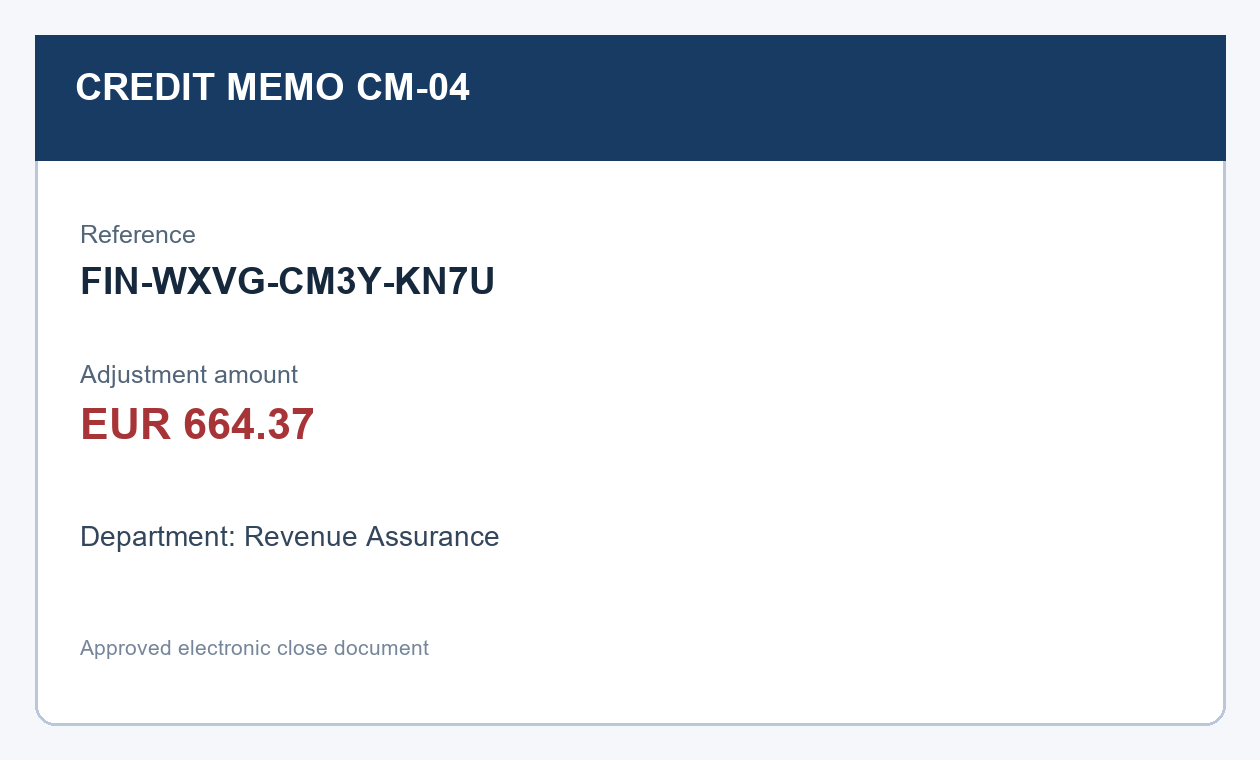 CREDIT MEMO CM-04
Reference
FIN-WXVG-CM3Y-KN7U
Adjustment amount
EUR 664.37
Department: Revenue Assurance
Approved electronic close document